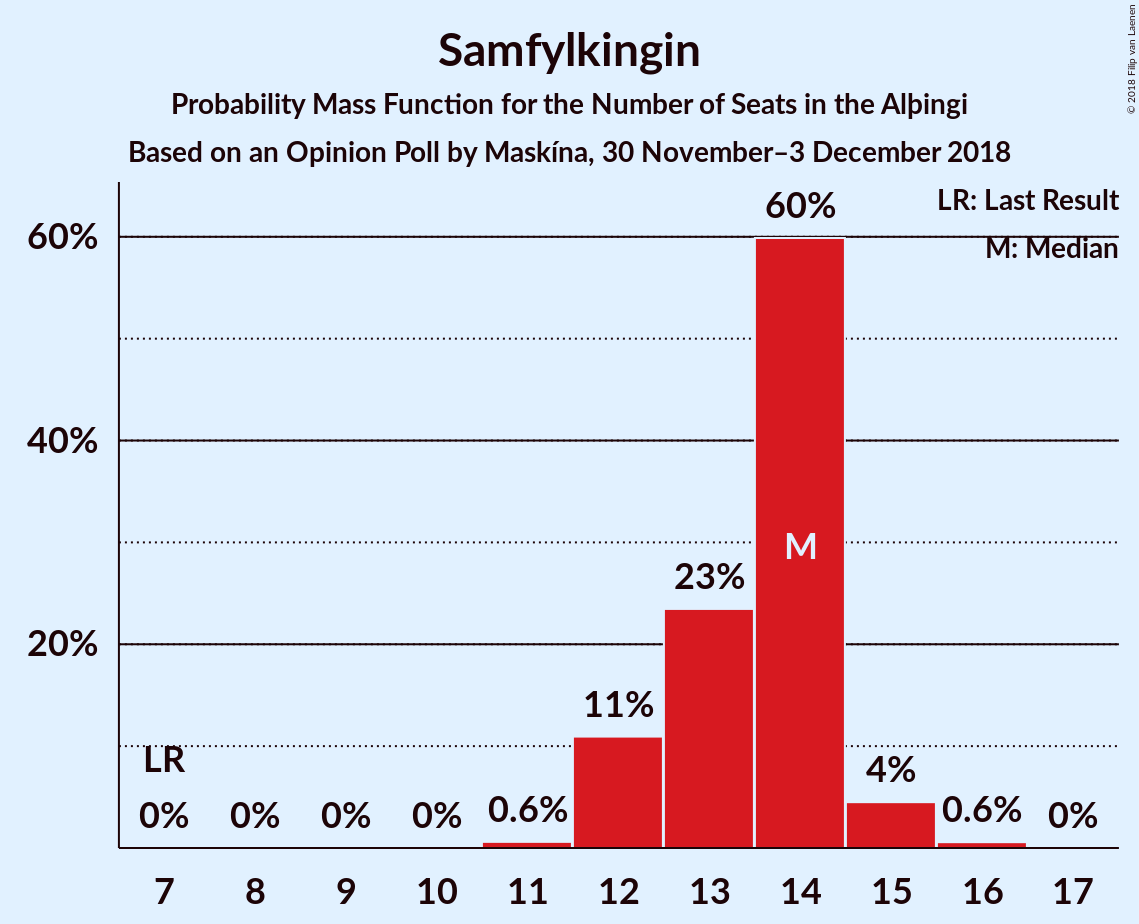 Samfylkingin
Probability Mass Function for the Number of Seats in the Alþingi
Based on an Opinion Poll by Maskína, 30 November–3 December 2018
© 2018 Filip van Laenen
LR: Last Result
M: Median
60%
40%
20%
LR
0% 0% 0% 0% 0.6% 11% 23% 60% 4% 0.6% 0%
M
7 8 9 10 11 12 13 14 15 16 17